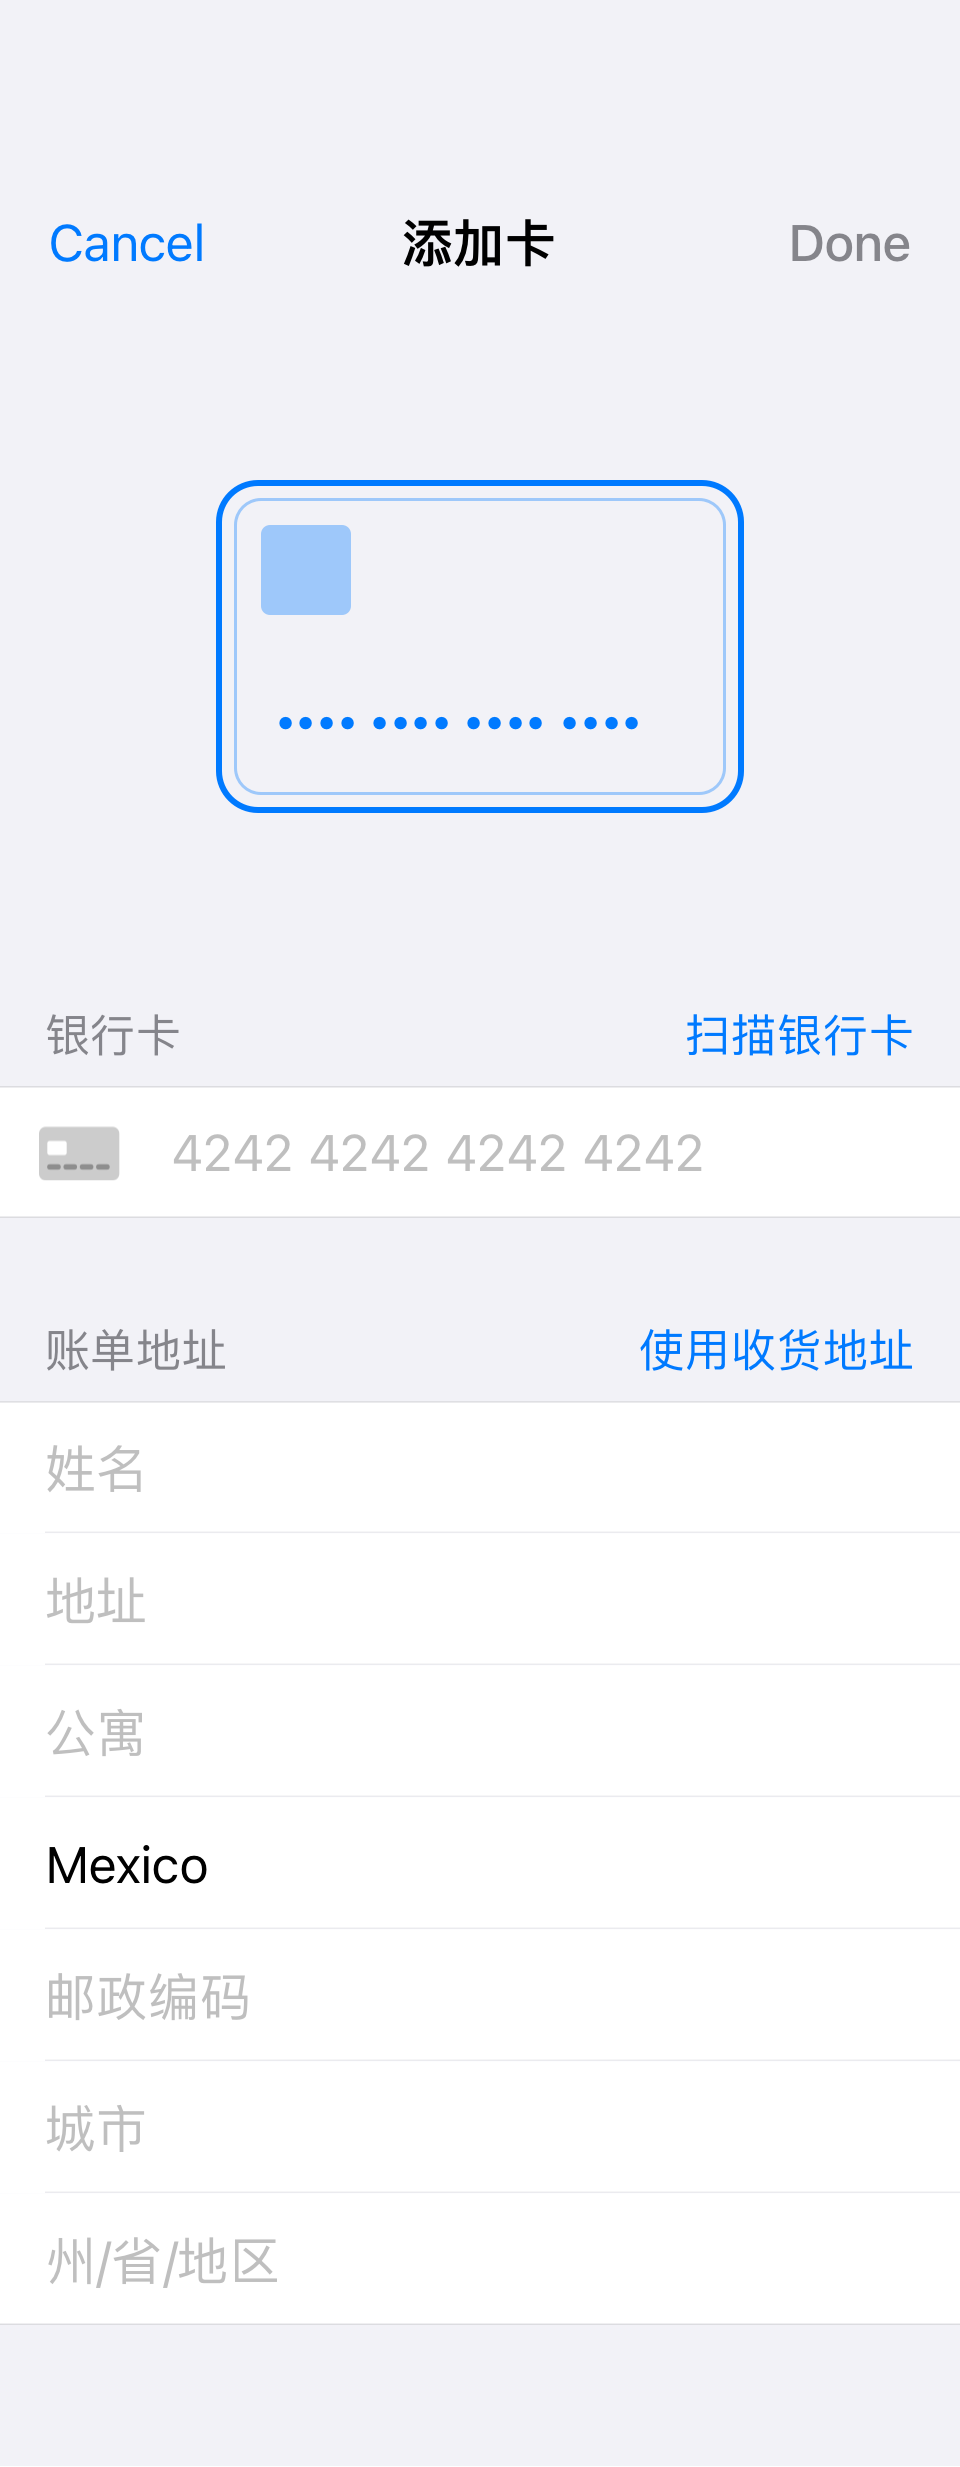 Cancel 添加卡 Done
•••• •••• •••• ••••
银行卡 扫描银行卡
4242 4242 4242 4242
账单地址 使用收货地址
姓名
地址
公寓
Mexico
邮政编码
城市
州/省/地区